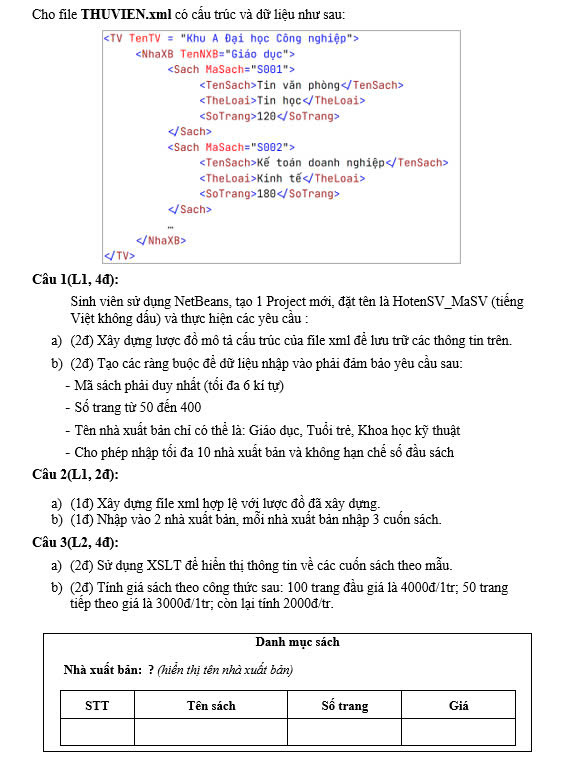 Cho file THUVIEN.xml có cấu trúc và dữ liệu như sau:
<TV TenTV = "Khu A Đại học Công nghiệp">
<NhaXB TenNXB="Giáo dục">
<Sach MaSach="S001">
<TenSach>Tin văn phòng</TenSach>
<TheLoai>Tin học</TheLoai>
<SoTrang>120</SoTrang>
</Sach>
<Sach MaSach="S002">
<TenSach>Kế toán doanh nghiệp</TenSach>
<TheLoai>Kinh tế</TheLoai>
<SoTrang>180</SoTrang>
</Sach>
…
</NhaXB>
</TV>
Câu 1(L1, 4đ):
Sinh viên sử dụng NetBeans, tạo 1 Project mới, đặt tên là HotenSV_MaSV (tiếng
Việt không dấu) và thực hiện các yêu cầu :
a) (2đ) Xây dựng lược đồ mô tả cấu trúc của file xml để lưu trữ các thông tin trên.
b) (2đ) Tạo các ràng buộc để dữ liệu nhập vào phải đảm bảo yêu cầu sau:
- Mã sách phải duy nhất (tối đa 6 kí tự)
- Số trang từ 50 đến 400
- Tên nhà xuất bản chỉ có thể là: Giáo dục, Tuổi trẻ, Khoa học kỹ thuật
- Cho phép nhập tối đa 10 nhà xuất bản và không hạn chế số đầu sách
Câu 2(L1, 2đ):
a) (1đ) Xây dựng file xml hợp lệ với lược đồ đã xây dựng.
b) (1đ) Nhập vào 2 nhà xuất bản, mỗi nhà xuất bản nhập 3 cuốn sách.
Câu 3(L2, 4đ):
a) (2đ) Sử dụng XSLT để hiển thị thông tin về các cuốn sách theo mẫu.
b) (2đ) Tính giá sách theo công thức sau: 100 trang đầu giá là 4000đ/1tr; 50 trang
tiếp theo giá là 3000đ/1tr; còn lại tính 2000đ/tr.
Danh mục sách
Nhà xuất bản: ? (hiển thị tên nhà xuất bản)
STT Tên sách Số trang Giá